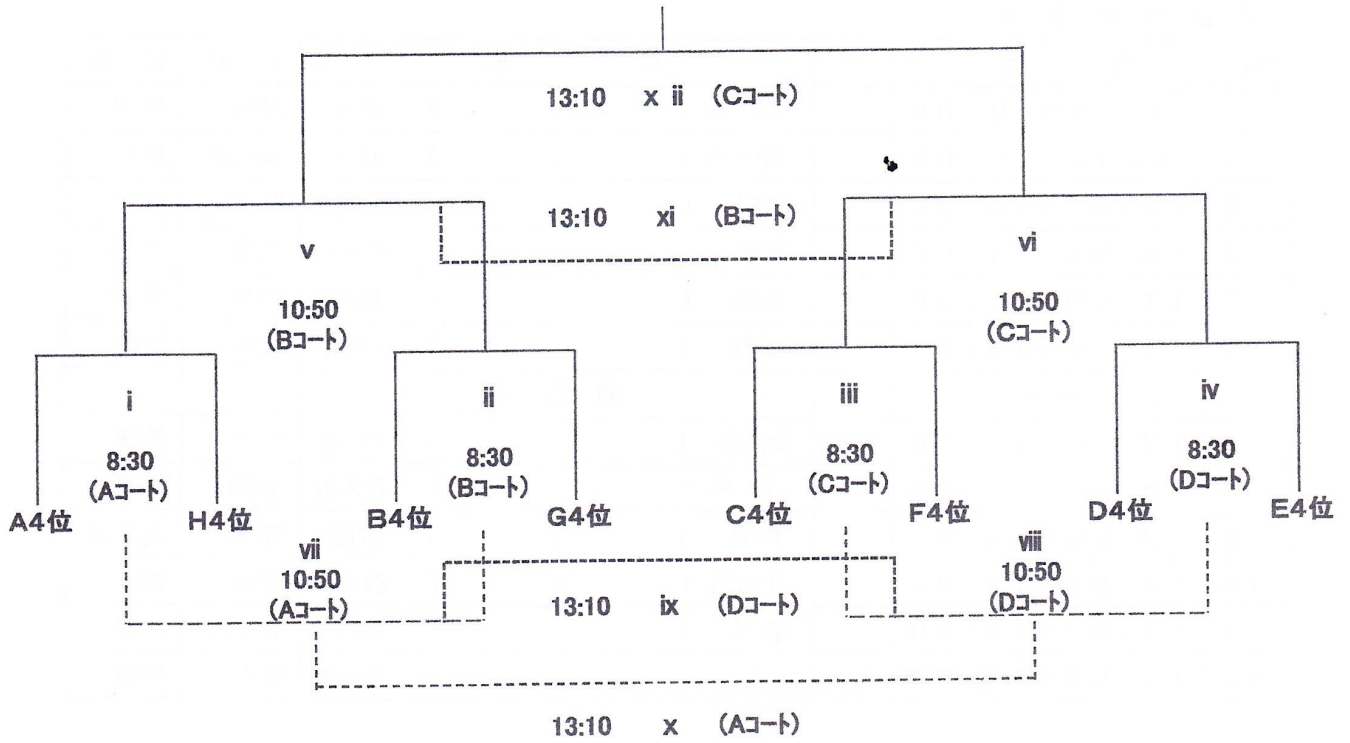 13:10 x ii (Cコート)
13:10 xi (Bコート)
v
10:50
(Bコート)
vi
10:50
(Cコート)
i
8:30
(Aコート)
ii
8:30
(Bコート)
iii
8:30
(Cコート)
iv
8:30
(Dコート)
A4位 H4位 B4位 G4位 C4位 F4位 D4位 E4位
vii
10:50
(Aコート)
viii
10:50
(Dコート)
13:10 ix (Dコート)
13:10 x (Aコート)